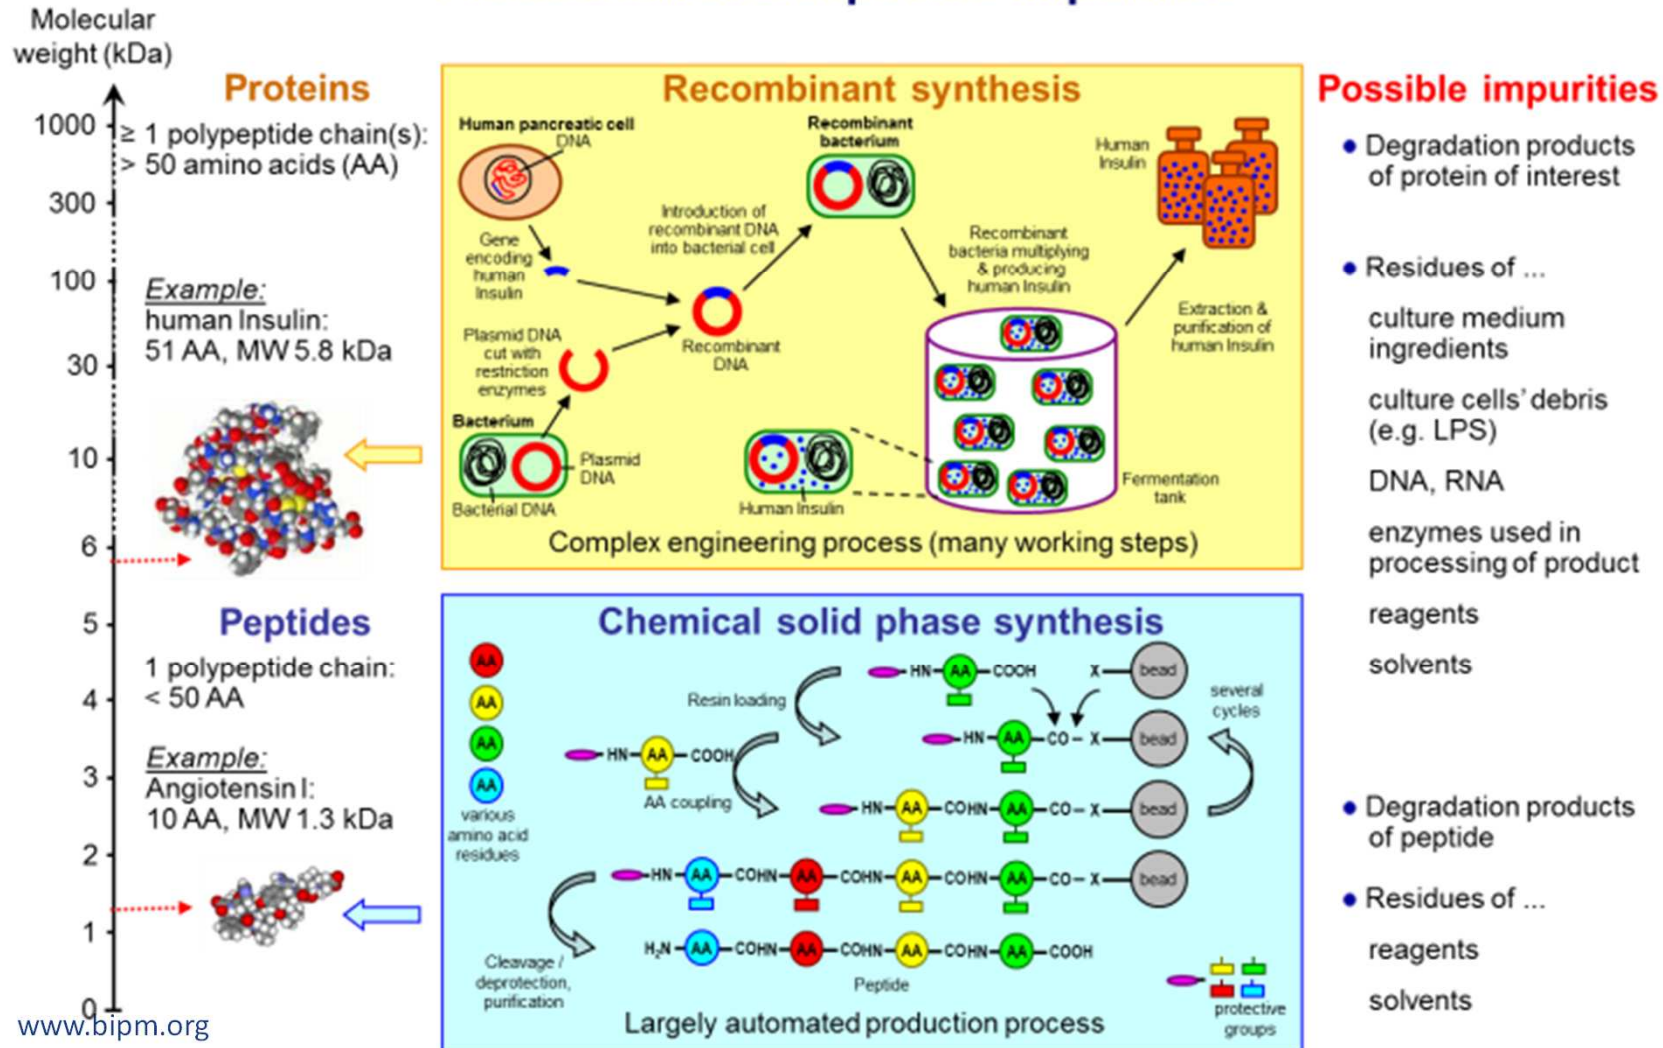 Molecular
weight (kDa)
1000
300
100
30
10
6
5
4
3
2
1
0
Proteins
≥ 1 polypeptide chain(s):
> 50 amino acids (AA)
Example:
human Insulin:
51 AA, MW 5.8 kDa
Peptides
1 polypeptide chain:
< 50 AA
Example:
Angiotensin I:
10 AA, MW 1.3 kDa
www.bipm.org
Recombinant synthesis
Human pancreatic cell
DNA
Gene
encoding
human
Insulin
Plasmid DNA
cut with
restriction
enzymes
Bacterium
Plasmid
DNA
Bacterial DNA
Introduction of
recombinant DNA
into bacterial cell
Recombinant
DNA
Recombinant
bacterium
Recombinant
bacteria multiplying
& producing
human Insulin
Human Insulin
Fermentation
tank
Extraction &
purification of
human Insulin
Human
Insulin
Complex engineering process (many working steps)
Chemical solid phase synthesis
AA
AA
AA
AA
various
amino acid
residues
Resin loading
HN AA COOH X bead
several
cycles
HN AA CO X bead
HN AA COOH
AA coupling
HN AA COHN AA CO X bead
HN AA COHN AA COHN AA COHN AA CO X bead
H₂N AA COHN AA COHN AA COHN AA COOH
Cleavage /
deprotection,
purification
Peptide
protective
groups
Largely automated production process
Possible impurities
• Degradation products
of protein of interest
• Residues of ...
culture medium
ingredients
culture cells' debris
(e.g. LPS)
DNA, RNA
enzymes used in
processing of product
reagents
solvents
• Degradation products
of peptide
• Residues of ...
reagents
solvents